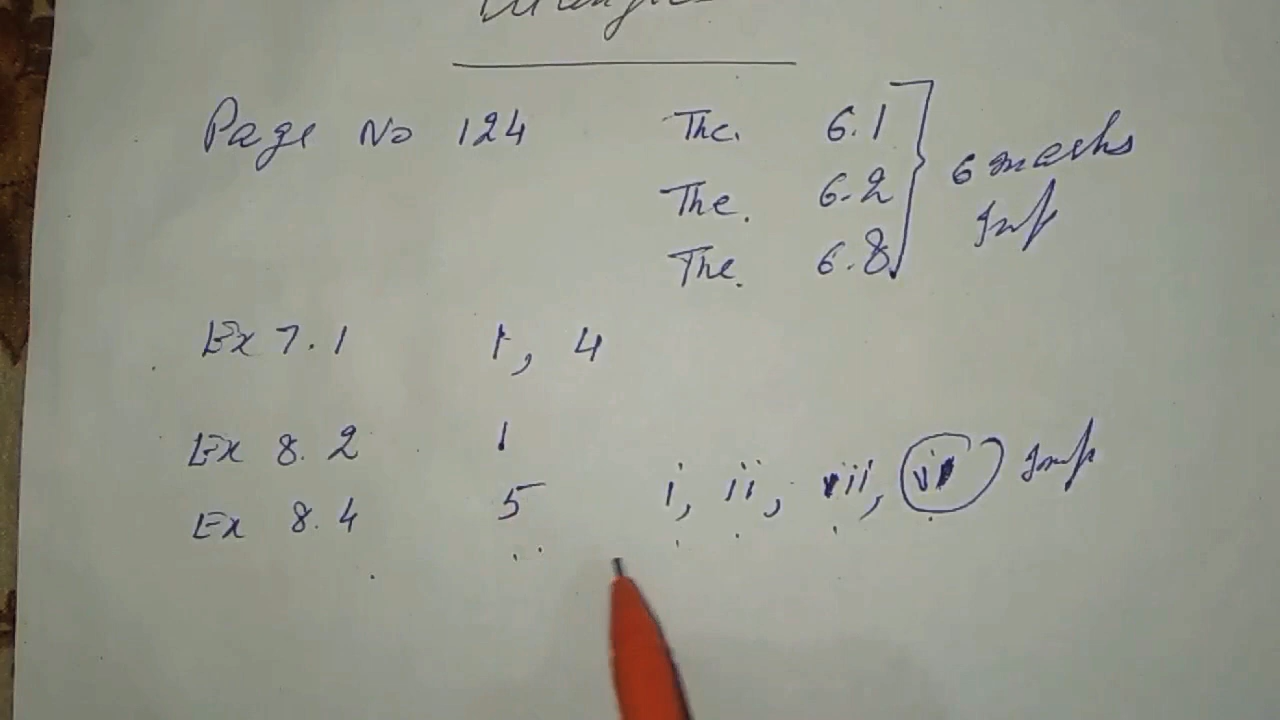 Page No 124 The. 6.1
The. 6.2 6 marks
The. 6.8 Imp
Ex 7.1 1, 4
Ex 8.2 1
Ex 8.4 5 i, ii, vii, Imp